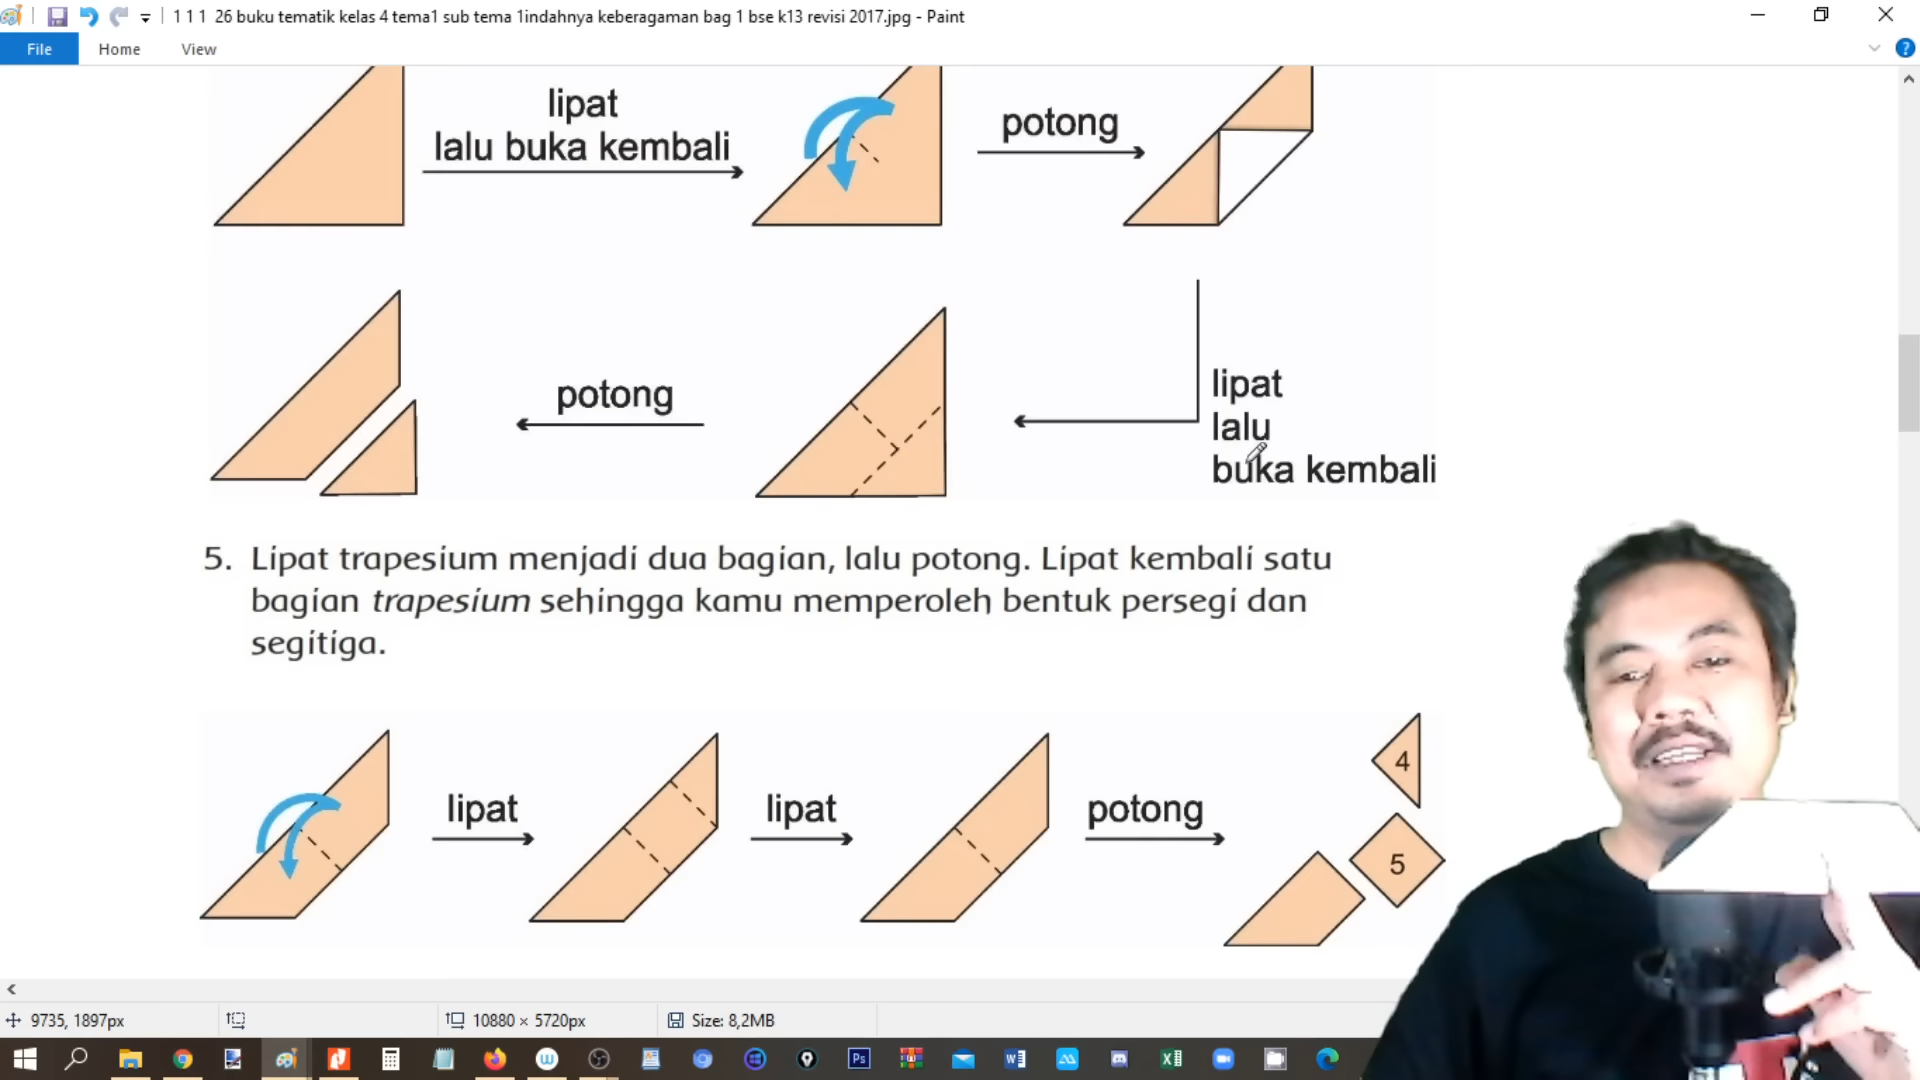 1 1 1 26 buku tematik kelas 4 tema1 sub tema 1indahnya keberagaman bag 1 bse k13 revisi 2017.jpg - Paint
File Home View
lipat
lalu buka kembali
potong
potong
lipat
lalu
buka kembali
5. Lipat trapesium menjadi dua bagian, lalu potong. Lipat kembali satu
bagian trapesium sehingga kamu memperoleh bentuk persegi dan
segitiga.
lipat
lipat
potong
4
5
9735, 1897px
10880 × 5720px
Size: 8,2MB